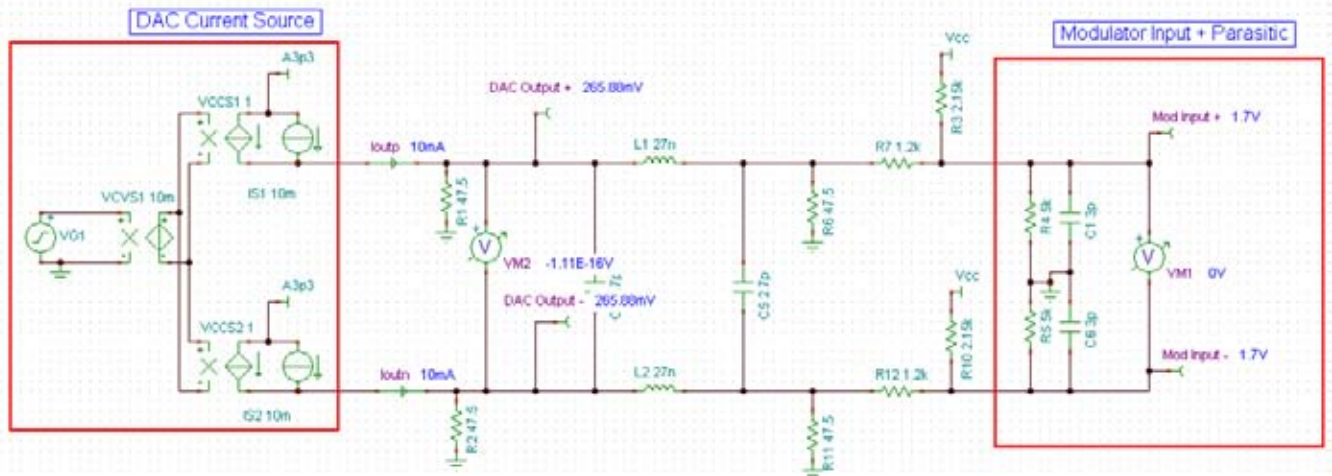 DAC Current Source
Modulator Input + Parasitic
A3p3
VCCS1 1
IS1 10m
VCVS1 10m
VG1
A3p3
VCCS2 1
IS2 10m
Ioutp 10mA
Ioutn 10mA
R1 47.5
R2 47.5
VM2 -1.11E-16V
DAC Output + 265.88mV
DAC Output - 265.88mV
L1 27n
L2 27n
C5 2.7p
R6 47.5
R11 47.5
R7 1.2k
R12 1.2k
Vcc
R3 2.15k
Vcc
R10 2.15k
R4 5k
C1 3p
R5 5k
C6 3p
Mod Input + 1.7V
VM1 0V
Mod Input - 1.7V